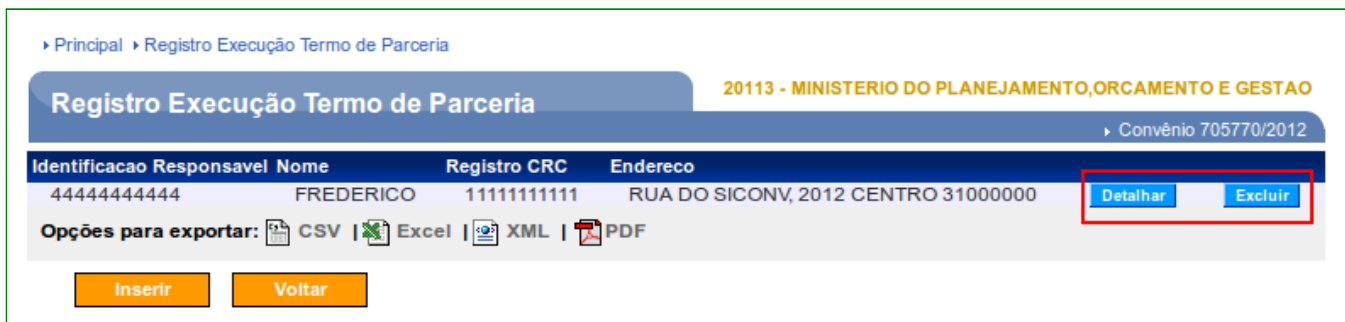 Principal Registro Execução Termo de Parceria
Registro Execução Termo de Parceria
20113 - MINISTERIO DO PLANEJAMENTO,ORCAMENTO E GESTAO
Convênio 705770/2012
Identificacao Responsavel Nome Registro CRC Endereco
44444444444 FREDERICO 11111111111 RUA DO SICONV, 2012 CENTRO 31000000 Detalhar Excluir
Opções para exportar: CSV | Excel | XML | PDF
Inserir Voltar